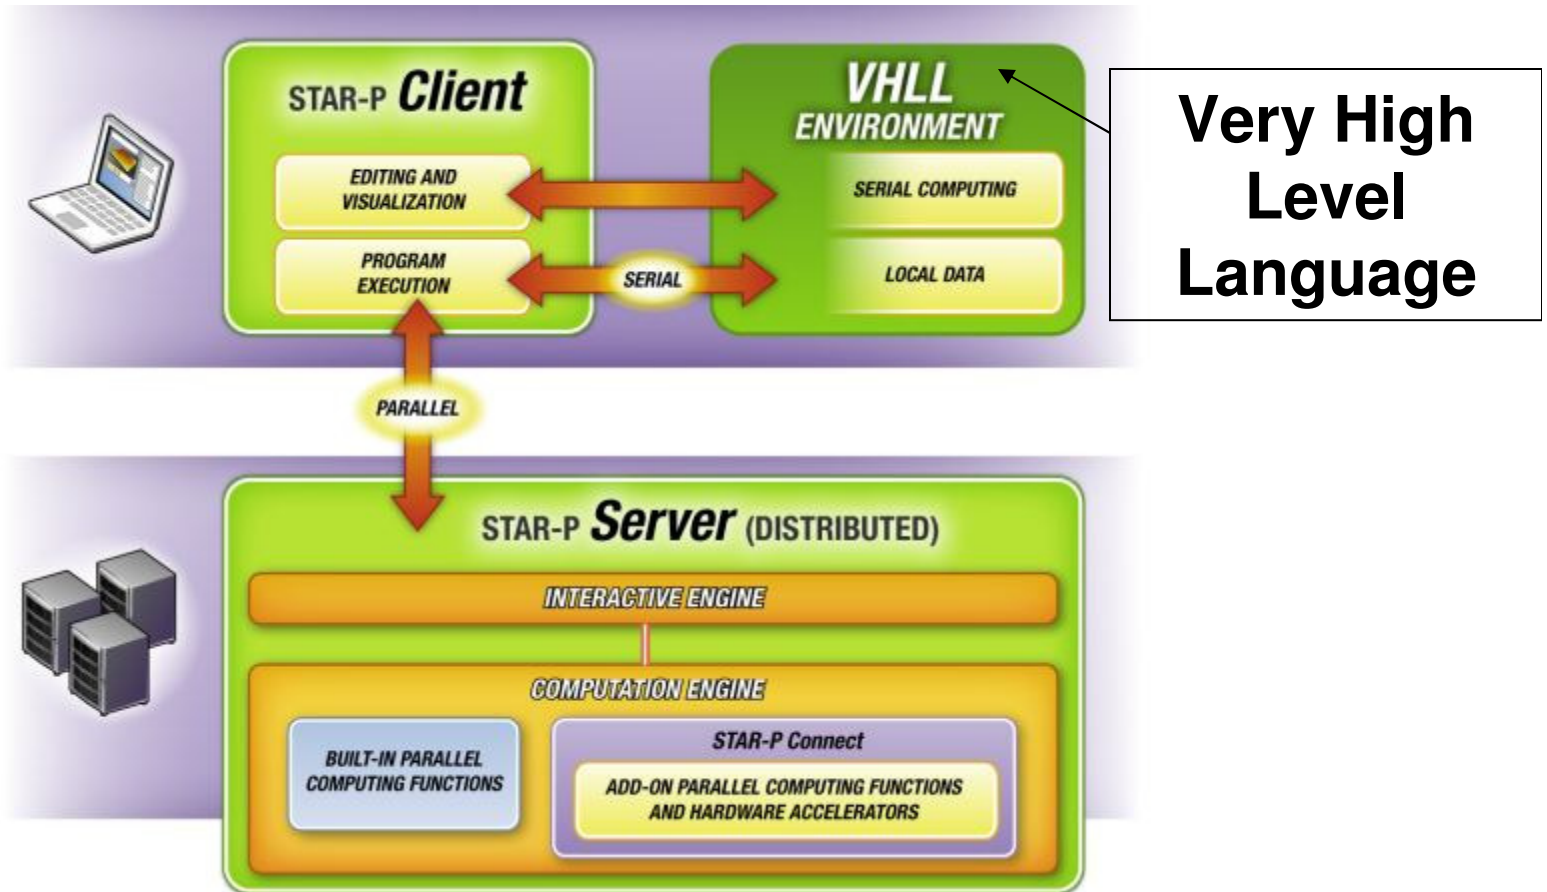 STAR-P Client
EDITING AND
VISUALIZATION
PROGRAM
EXECUTION
VHLL
ENVIRONMENT
SERIAL COMPUTING
LOCAL DATA
SERIAL
Very High
Level
Language
PARALLEL
STAR-P Server (DISTRIBUTED)
INTERACTIVE ENGINE
COMPUTATION ENGINE
BUILT-IN PARALLEL
COMPUTING FUNCTIONS
STAR-P Connect
ADD-ON PARALLEL COMPUTING FUNCTIONS
AND HARDWARE ACCELERATORS